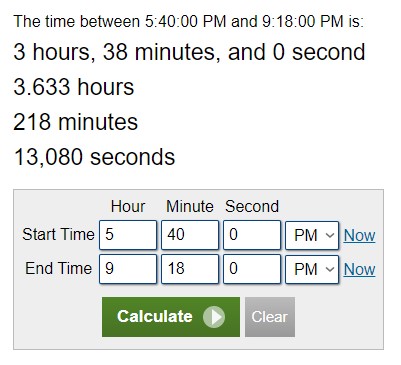 The time between 5:40:00 PM and 9:18:00 PM is:
3 hours, 38 minutes, and 0 second
3.633 hours
218 minutes
13,080 seconds
Hour Minute Second
Start Time 5 40 0 PM Now
End Time 9 18 0 PM Now
Calculate Clear